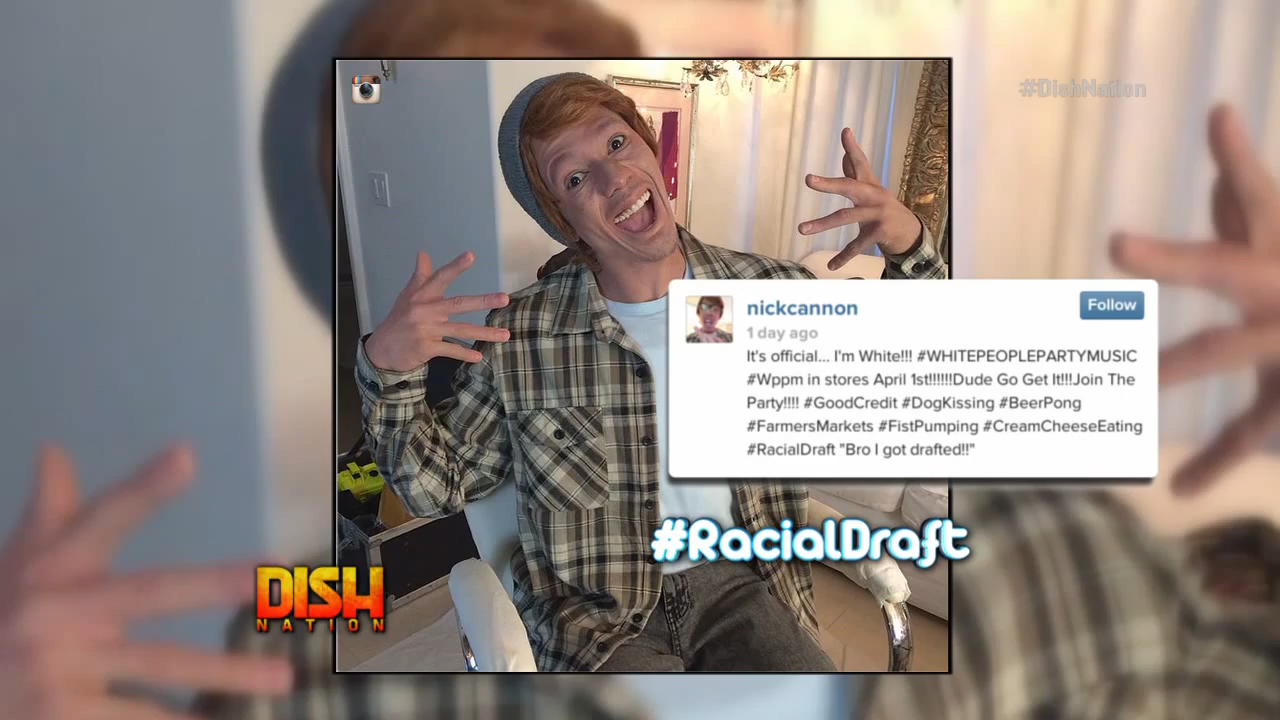 #DishNation
nickcannon
Follow
1 day ago
It's official... I'm White!!! #WHITEPEOPLEPARTYMUSIC
#Wppm in stores April 1st!!!!!!Dude Go Get It!!!Join The
Party!!!! #GoodCredit #DogKissing #BeerPong
#FarmersMarkets #FistPumping #CreamCheeseEating
#RacialDraft "Bro I got drafted!!"
#RacialDraft
DISH
NATION